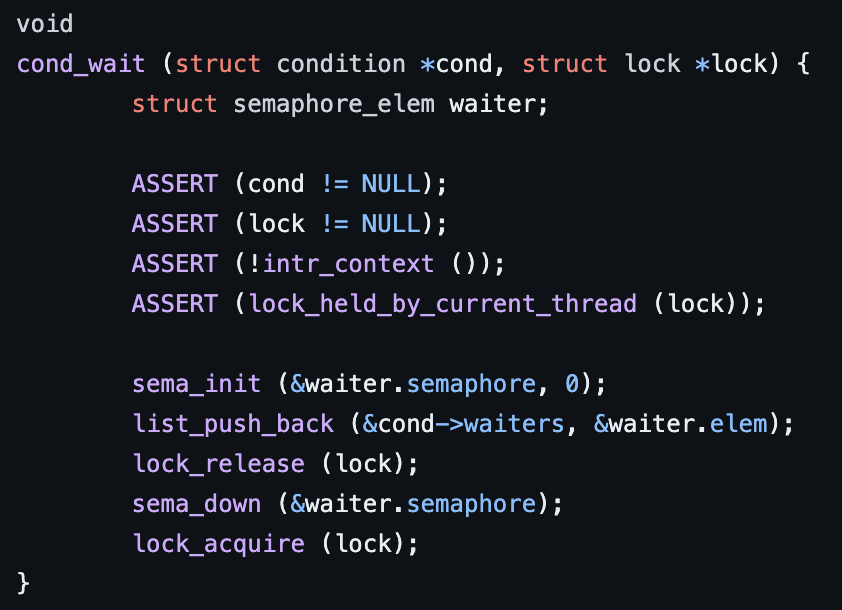 void
cond_wait (struct condition *cond, struct lock *lock) {
        struct semaphore_elem waiter;

        ASSERT (cond != NULL);
        ASSERT (lock != NULL);
        ASSERT (!intr_context ());
        ASSERT (lock_held_by_current_thread (lock));

        sema_init (&waiter.semaphore, 0);
        list_push_back (&cond->waiters, &waiter.elem);
        lock_release (lock);
        sema_down (&waiter.semaphore);
        lock_acquire (lock);
}